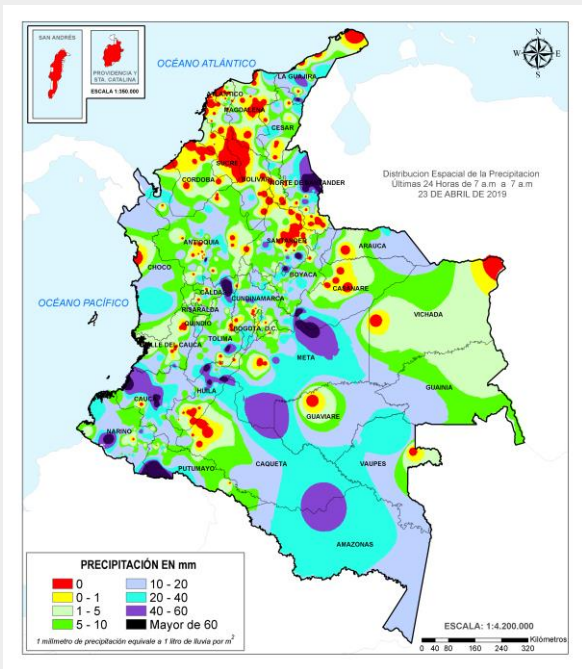 SAN ANDRÉS
PROVIDENCIA Y
STA. CATALINA
ESCALA 1:350.000
OCÉANO ATLÁNTICO
N
W
E
S
LA GUAJIRA
ATLÁNTICO
MAGDALENA
CESAR
SUCRE
CORDOBA
BOLIVAR
NORTE DE SANTANDER
Distribucion Espacial de la Precipitacion
Últimas 24 Horas de 7 a.m a 7 a.m
23 DE ABRIL DE 2019
ANTIOQUIA
SANTANDER
ARAUCA
CHOCO
BOYACA
CASANARE
OCÉANO PACÍFICO
CALDAS
CUNDINAMARCA
VICHADA
RISARALDA
QUINDIO
BOGOTA, D.C.
VALLE DEL CAUCA
TOLIMA
META
GUAINIA
HUILA
CAUCA
GUAVIARE
NARIÑO
PUTUMAYO
CAQUETA
VAUPES
AMAZONAS
PRECIPITACIÓN EN mm
0
10 - 20
0 - 1
20 - 40
1 - 5
40 - 60
5 - 10
Mayor de 60
1 milímetro de precipitación equivale a 1 litro de lluvia por m²
ESCALA: 1:4.200.000
0 40 80 160 240 320
Kilómetros